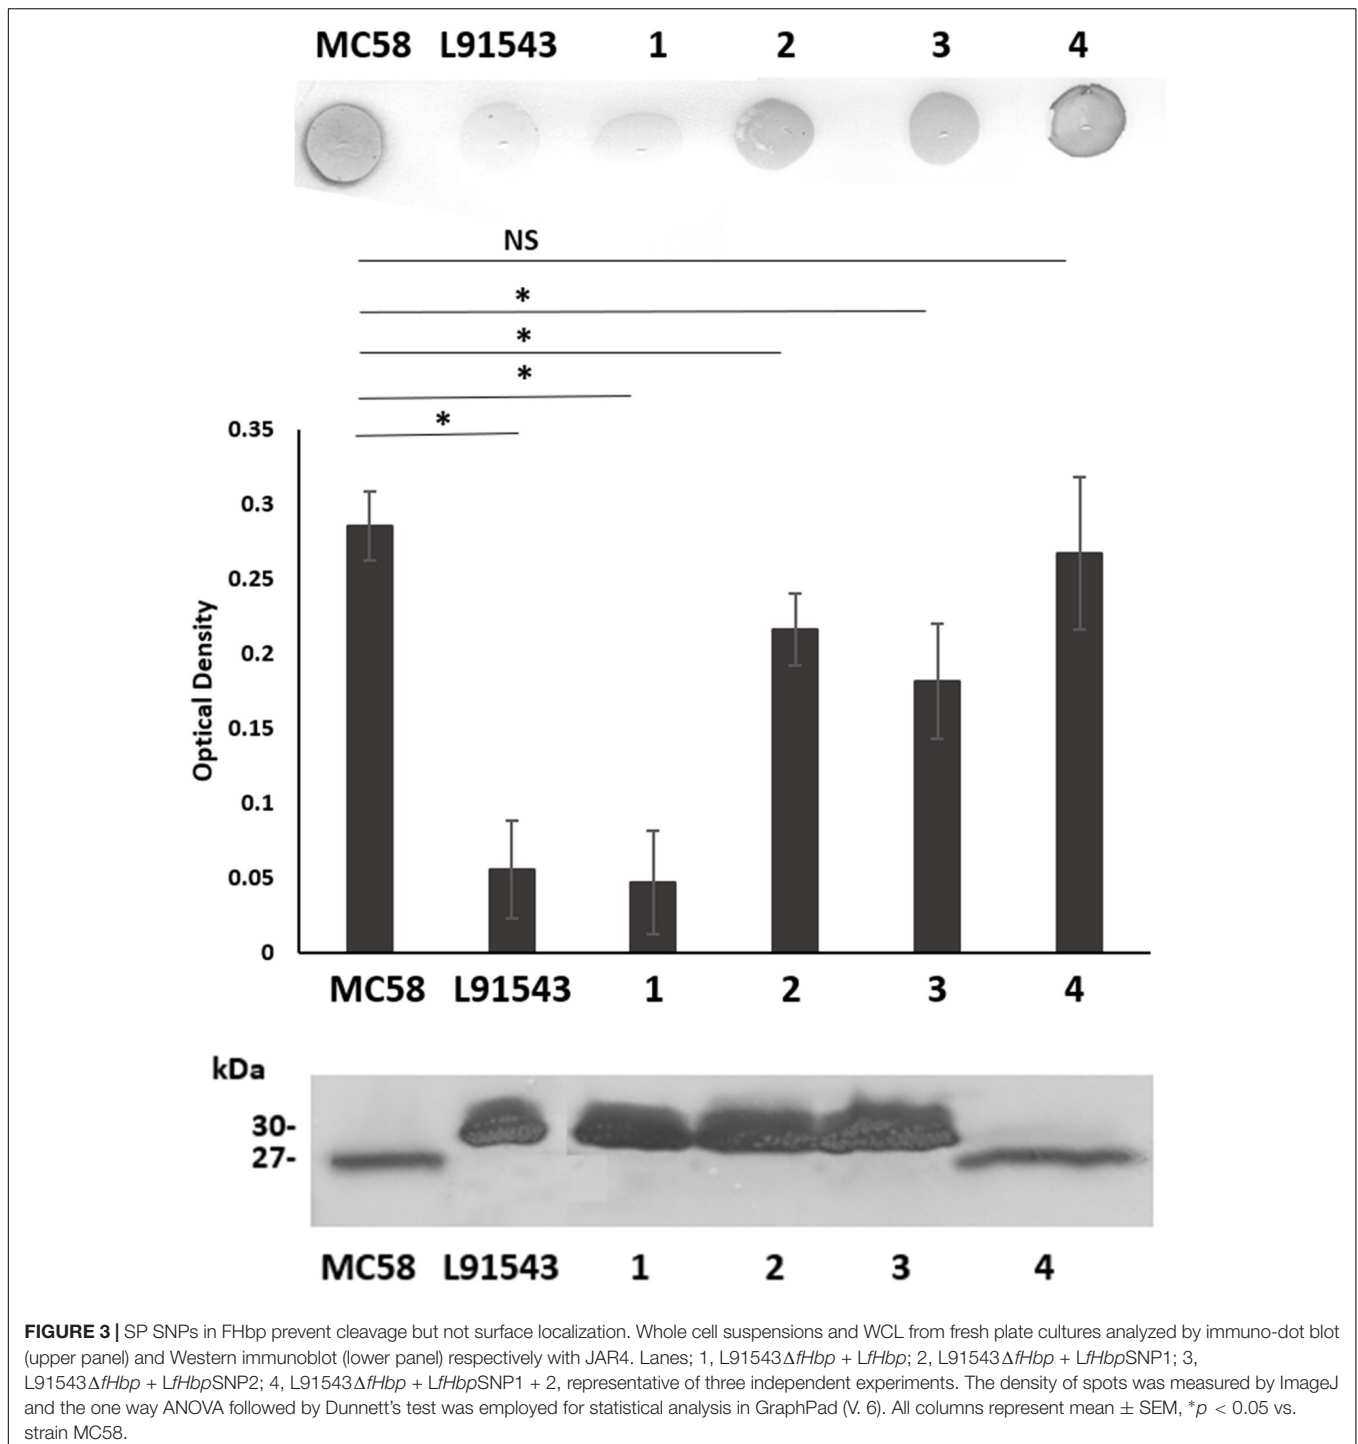 MC58 L91543 1 2 3 4
NS
*
*
*
*
0.35
0.3
0.25
0.2
0.15
0.1
0.05
0
Optical Density
MC58 L91543 1 2 3 4
kDa
30-
27-
MC58 L91543 1 2 3 4
FIGURE 3 | SP SNPs in FHbp prevent cleavage but not surface localization. Whole cell suspensions and WCL from fresh plate cultures analyzed by immuno-dot blot
(upper panel) and Western immunoblot (lower panel) respectively with JAR4. Lanes; 1, L91543ΔfHbp + LfHbp; 2, L91543ΔfHbp + LfHbpSNP1; 3,
L91543ΔfHbp + LfHbpSNP2; 4, L91543ΔfHbp + LfHbpSNP1 + 2, representative of three independent experiments. The density of spots was measured by ImageJ
and the one way ANOVA followed by Dunnett's test was employed for statistical analysis in GraphPad (V. 6). All columns represent mean ± SEM, *p < 0.05 vs.
strain MC58.